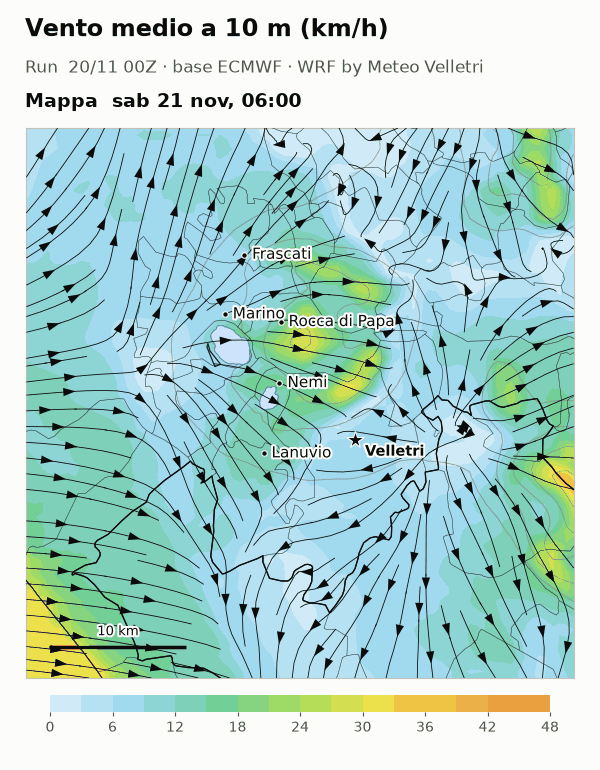 Vento medio a 10 m (km/h)
Run  20/11 00Z · base ECMWF · WRF by Meteo Velletri
Mappa  sab 21 nov, 06:00
Frascati
Marino
Rocca di Papa
Nemi
Velletri
Lanuvio
10 km
0 6 12 18 24 30 36 42 48